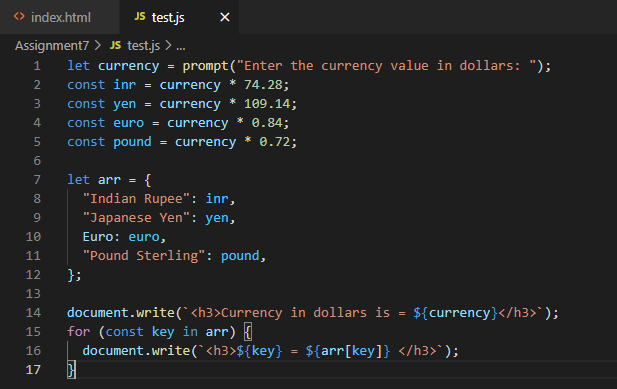 <> index.html JS test.js ×
Assignment7 > JS test.js > ...
1 let currency = prompt("Enter the currency value in dollars: ");
2 const inr = currency * 74.28;
3 const yen = currency * 109.14;
4 const euro = currency * 0.84;
5 const pound = currency * 0.72;
6
7 let arr = {
8   "Indian Rupee": inr,
9   "Japanese Yen": yen,
10   Euro: euro,
11   "Pound Sterling": pound,
12 };
13
14 document.write(`<h3>Currency in dollars is = ${currency}</h3>`);
15 for (const key in arr) {
16   document.write(`<h3>${key} = ${arr[key]} </h3>`);
17 }